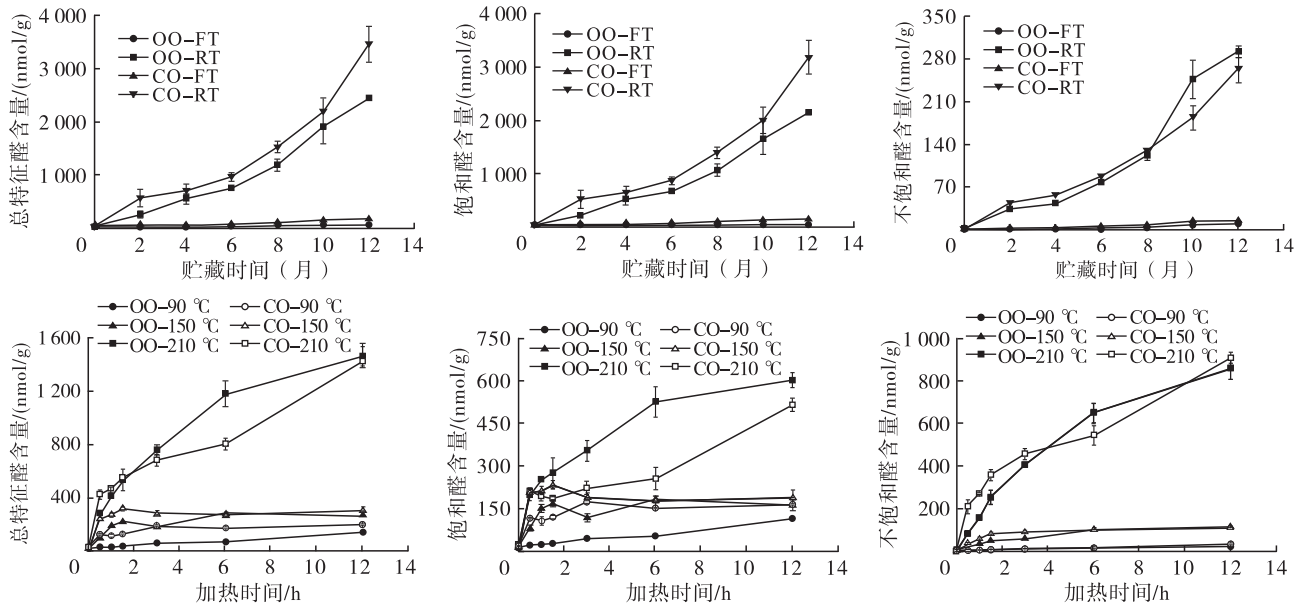 总特征醛含量/(nmol/g)
4 000
3 000
2 000
1 000
0
2
4
6
8
10
12
14
贮藏时间（月）
OO-FT
OO-RT
CO-FT
CO-RT
饱和醛含量/(nmol/g)
4 000
3 000
2 000
1 000
0
2
4
6
8
10
12
14
贮藏时间（月）
OO-FT
OO-RT
CO-FT
CO-RT
不饱和醛含量/(nmol/g)
350
280
210
140
70
0
2
4
6
8
10
12
14
贮藏时间（月）
OO-FT
OO-RT
CO-FT
CO-RT
OO-90 ℃ CO-90 ℃
OO-150 ℃ CO-150 ℃
OO-210 ℃ CO-210 ℃
总特征醛含量/(nmol/g)
1 600
1 200
800
400
0
2
4
6
8
10
12
14
加热时间/h
OO-90 ℃ CO-90 ℃
OO-150 ℃ CO-150 ℃
OO-210 ℃ CO-210 ℃
饱和醛含量/(nmol/g)
750
600
450
300
150
0
2
4
6
8
10
12
14
加热时间/h
OO-90 ℃ CO-90 ℃
OO-150 ℃ CO-150 ℃
OO-210 ℃ CO-210 ℃
不饱和醛含量/nmol/g)
1 000
800
600
400
200
0
2
4
6
8
10
12
14
加热时间/h